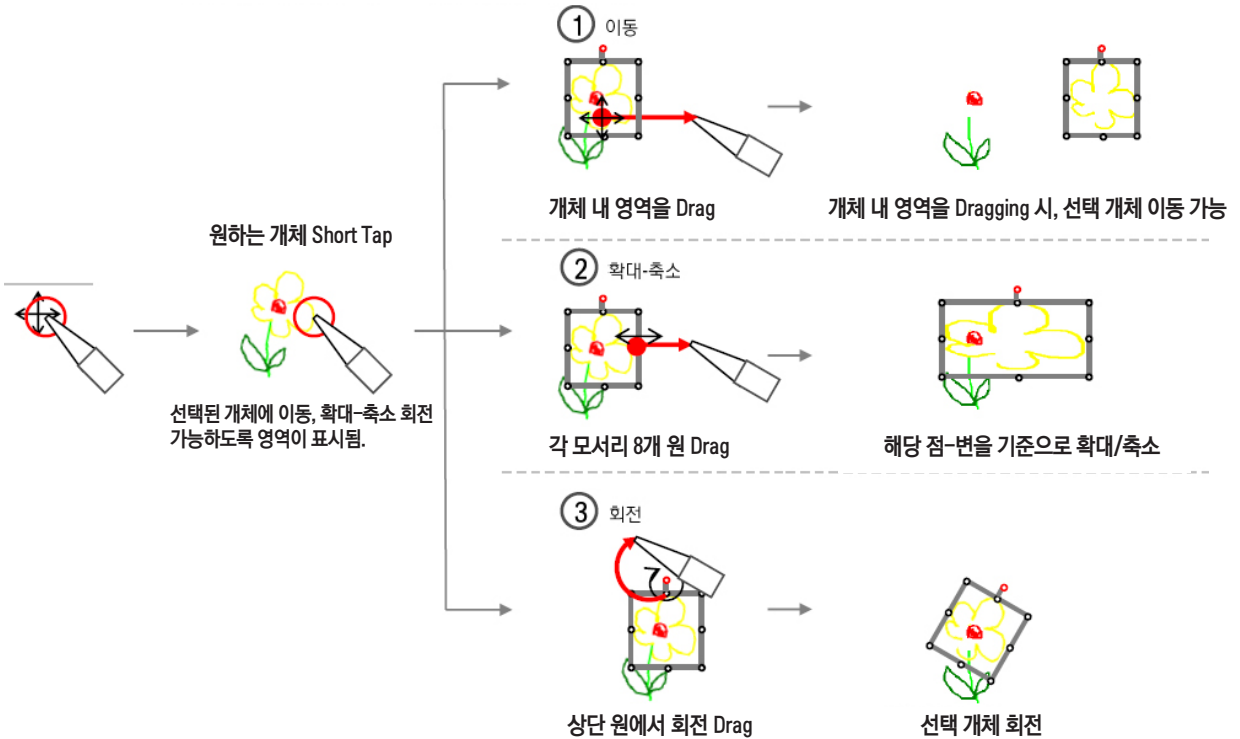 ① 이동
개체 내 영역을 Drag
개체 내 영역을 Dragging 시, 선택 개체 이동 가능
원하는 개체 Short Tap
선택된 개체에 이동, 확대-축소 회전
가능하도록 영역이 표시됨.
② 확대-축소
각 모서리 8개 원 Drag
해당 점-변을 기준으로 확대/축소
③ 회전
상단 원에서 회전 Drag
선택 개체 회전